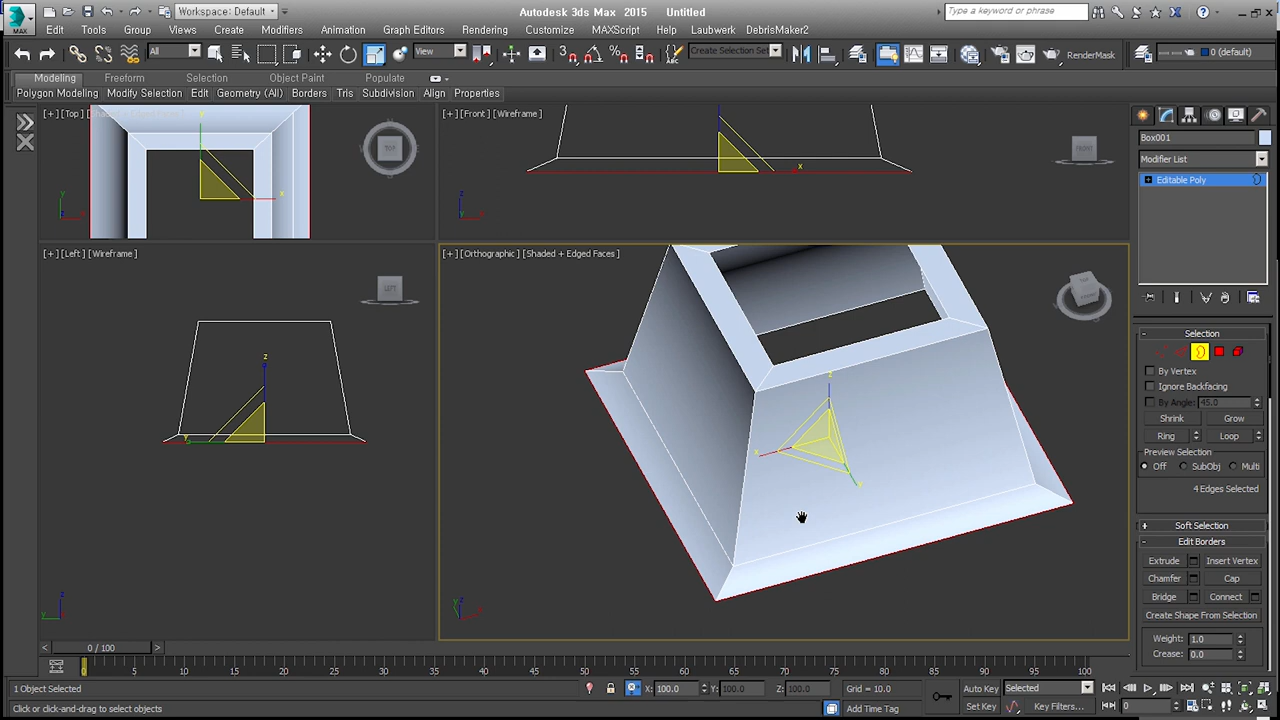 MAX
Workspace: Default
Autodesk 3ds Max 2015
Untitled
Type a keyword or phrase
Edit Tools Group Views Create Modifiers Animation Graph Editors Rendering Customize MAXScript Help Laubwerk DebrisMaker2
All View 3 Create Selection Set RenderMask 0 (default)
Modeling Freeform Selection Object Paint Populate
Polygon Modeling Modify Selection Edit Geometry (All) Borders Tris Subdivision Align Properties
[+] [Top]
[+] [Front] [Wireframe]
TOP
FRONT
Box001
Modifier List
Editable Poly
[+] [Left] [Wireframe]
[+] [Orthographic] [Shaded + Edged Faces]
LEFT
TOP
FRONT
Selection
By Vertex
Ignore Backfacing
By Angle: 45.0
Shrink Grow
Ring Loop
Preview Selection
Off SubObj Multi
4 Edges Selected
Soft Selection
Edit Borders
Extrude Insert Vertex
Chamfer Cap
Bridge Connect
Create Shape From Selection
Weight: 1.0
Crease: 0.0
0 / 100
0 5 10 15 20 25 30 35 40 45 50 55 60 65 70 75 80 85 90 95 100
1 Object Selected X: 100.0 Y: 100.0 Z: 100.0 Grid = 10.0 Auto Key Selected
Click or click-and-drag to select objects Add Time Tag Set Key Key Filters... 0